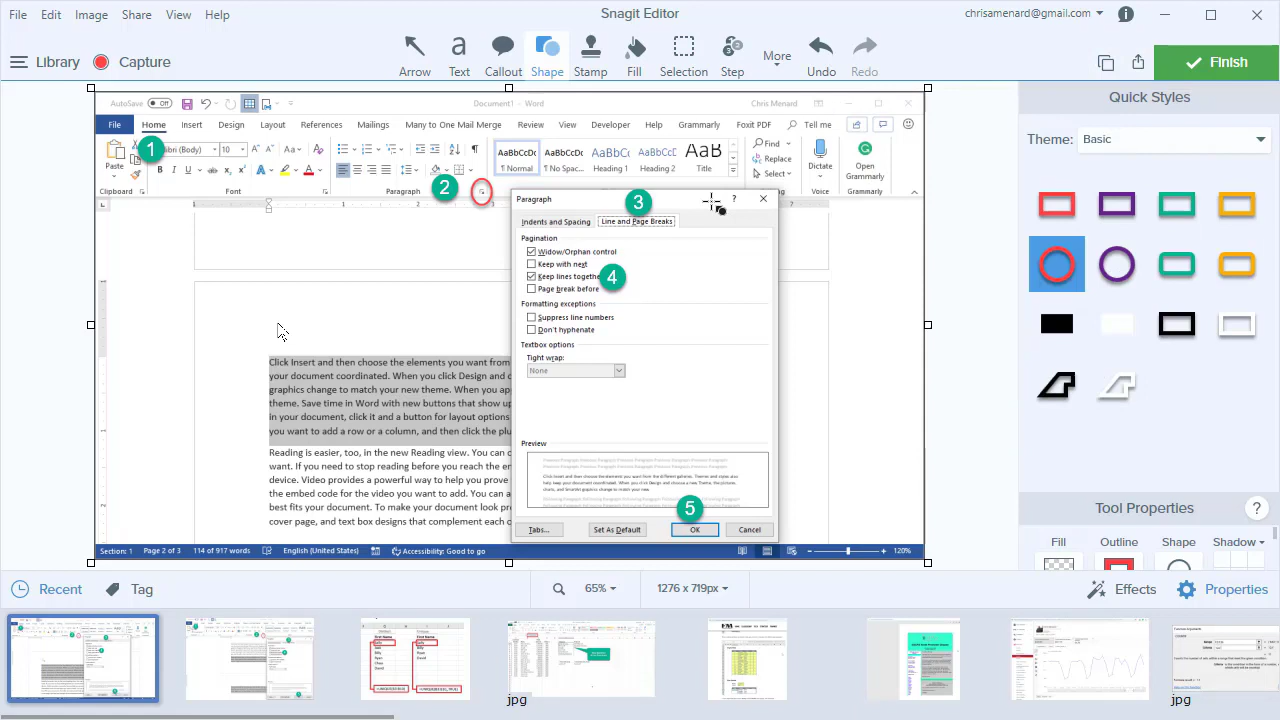 File Edit Image Share View Help
Snagit Editor
chrisamenard@gmail.com
Library Capture
Arrow Text Callout Shape Stamp Fill Selection Step More Undo Redo
Finish
AutoSave Off
Document1 - Word
Chris Menard
File Home Insert Design Layout References Mailings Many to One Mail Merge Review View Developer Help Grammarly Foxit PDF Tell me
1
(Body) 10
Paste
B I U
Clipboard Font Paragraph
2
AaBbCcDc AaBbCcDc AaBbCc AaBbCcC AaB
¶ Normal ¶ No Spac... Heading 1 Heading 2 Title
Find
Replace
Select
Dictate
Open Grammarly
Voice Grammarly
Paragraph
3
Indents and Spacing Line and Page Breaks
Pagination
Widow/Orphan control
Keep with next
Keep lines togethe
4
Page break before
Formatting exceptions
Suppress line numbers
Don't hyphenate
Textbox options
Tight wrap:
None
Preview
5
Tabs... Set As Default OK Cancel
Click Insert and then choose the elements you want from
your document coordinated. When you click Design and c
graphics change to match your new theme. When you ap
theme. Save time in Word with new buttons that show up
in your document, click it and a button for layout options
you want to add a row or a column, and then click the plu
Reading is easier, too, in the new Reading view. You can c
want. If you need to stop reading before you reach the en
device. Video provides a powerful way to help you prove
the embed code for the video you want to add. You can a
best fits your document. To make your document look pro
cover page, and text box designs that complement each o
Section: 1 Page 2 of 3 114 of 917 words English (United States) Accessibility: Good to go 120%
Quick Styles
Theme: Basic
Tool Properties
?
Fill Outline Shape Shadow
Recent Tag
65% 1276 x 719px
Effects Properties
jpg
jpg